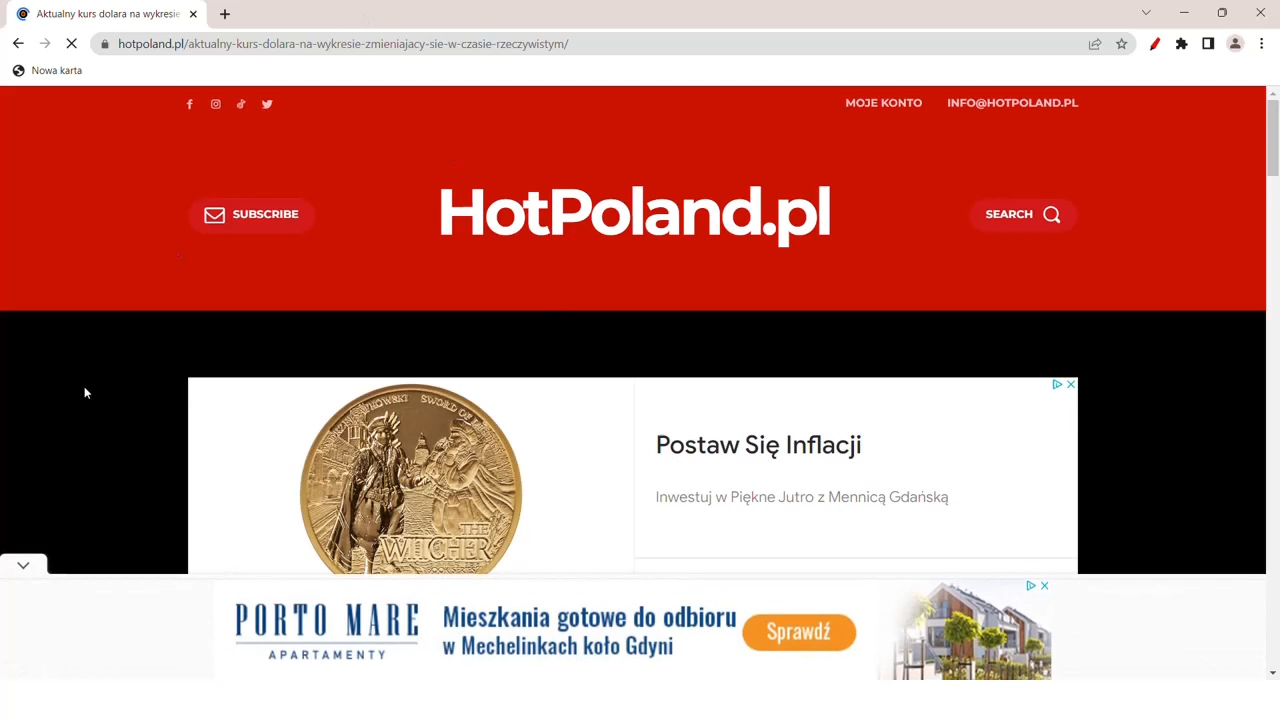 Aktualny kurs dolara na wykresie
hotpoland.pl/aktualny-kurs-dolara-na-wykresie-zmieniajacy-sie-w-czasie-rzeczywistym/
Nowa karta
MOJE KONTO
INFO@HOTPOLAND.PL
SUBSCRIBE
HotPoland.pl
SEARCH
SWORD OF
THE
WITCHER
Postaw Się Inflacji
Inwestuj w Piękne Jutro z Mennicą Gdańską
PORTO MARE
APARTAMENTY
Mieszkania gotowe do odbioru
w Mechelinkach koło Gdyni
Sprawdź